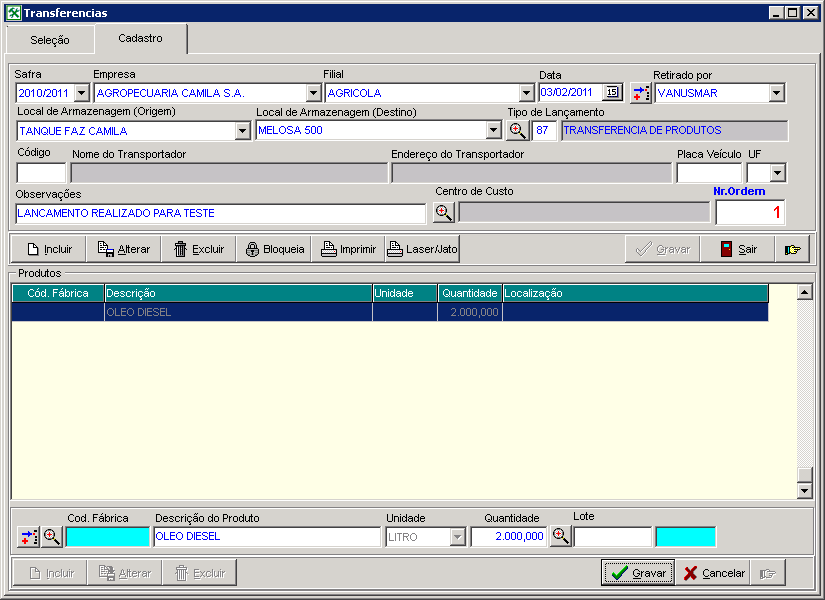 Transferencias
Seleção
Cadastro
Safra Empresa Filial Data Retirado por
2010/2011 AGROPECUARIA CAMILA S.A. AGRICOLA 03/02/2011 15 VANUSMAR
Local de Armazenagem (Origem) Local de Armazenagem (Destino) Tipo de Lançamento
TANQUE FAZ CAMILA MELOSA 500 87 TRANSFERENCIA DE PRODUTOS
Código Nome do Transportador Endereço do Transportador Placa Veículo UF
Observações Centro de Custo Nr.Ordem
LANCAMENTO REALIZADO PARA TESTE 1
Incluir Alterar Excluir Bloqueia Imprimir Laser/Jato Gravar Sair
Produtos
Cód. Fábrica Descrição Unidade Quantidade Localização
OLEO DIESEL 2.000,000
Cod. Fábrica Descrição do Produto Unidade Quantidade Lote
OLEO DIESEL LITRO 2.000,000
Incluir Alterar Excluir Gravar Cancelar